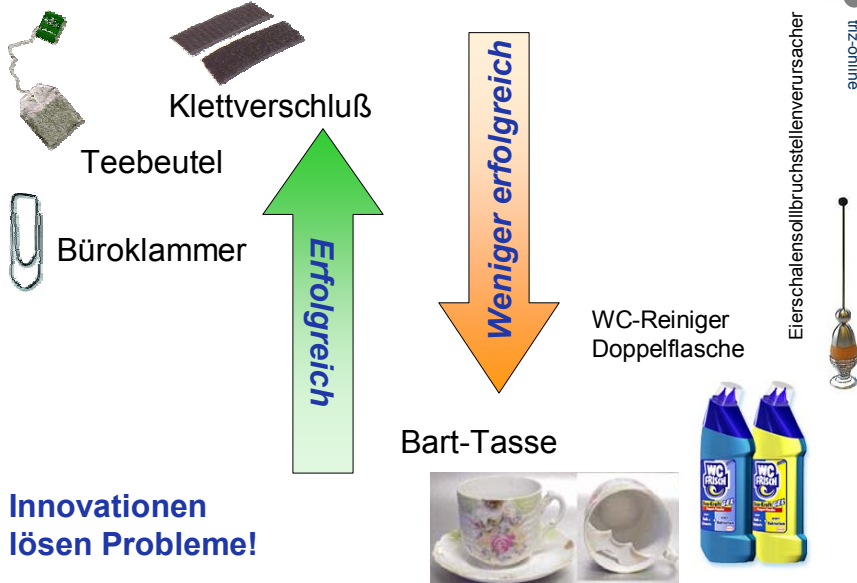 Klettverschluß
Teebeutel
Büroklammer
Erfolgreich
Weniger erfolgreich
Eierschalensollbruchstellenverursacher
triz-online
WC-Reiniger
Doppelflasche
Bart-Tasse
WC
FRISCH
WC
FRISCH
Innovationen
lösen Probleme!